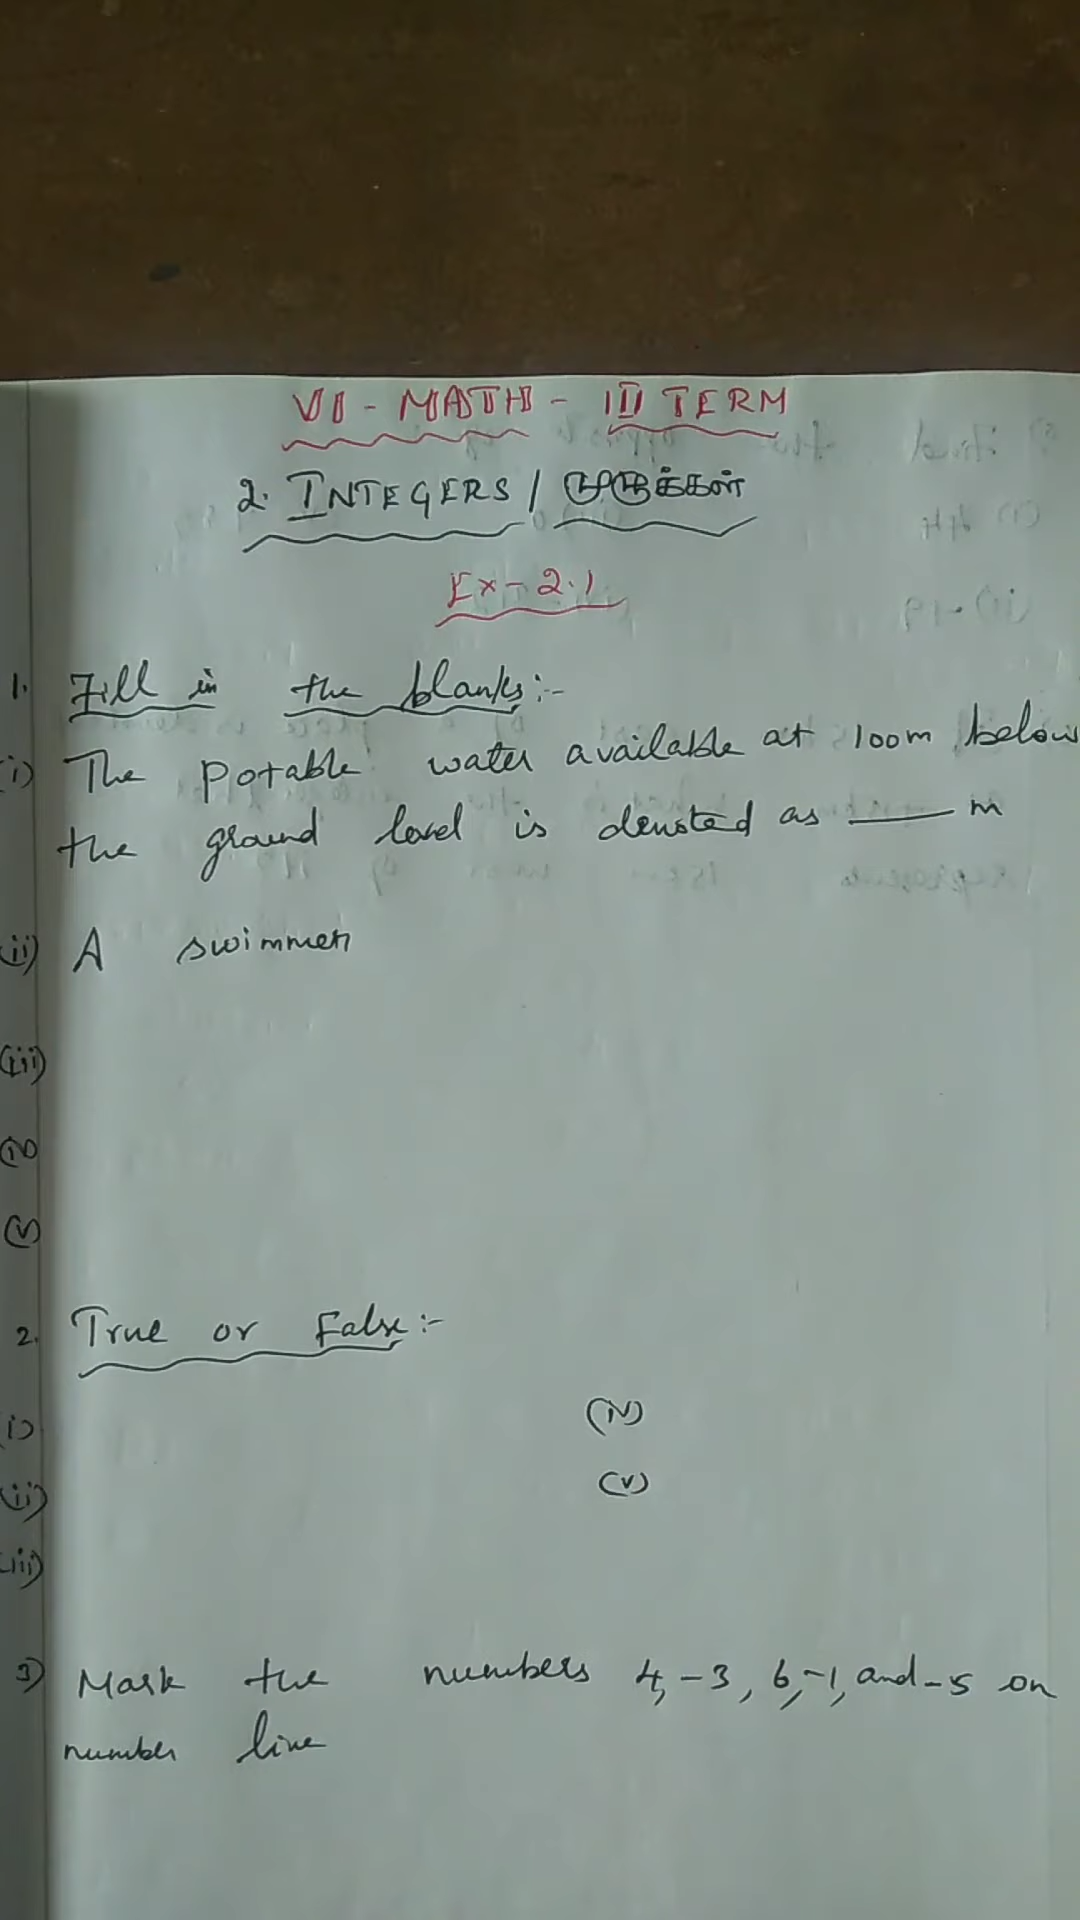 VI - MATH - III TERM
2. INTEGERS / முழுக்கள்
Ex - 2.1
1. Fill in the blanks:-
(i) The potable water available at 100m below
the ground level is denoted as ____ m
(ii) A swimmer
(iii)
(iv)
(v)
2. True or False:-
(i)
(iv)
(ii)
(v)
(iii)
3) Mark the numbers 4, -3, 6, -1, and -5 on
number line